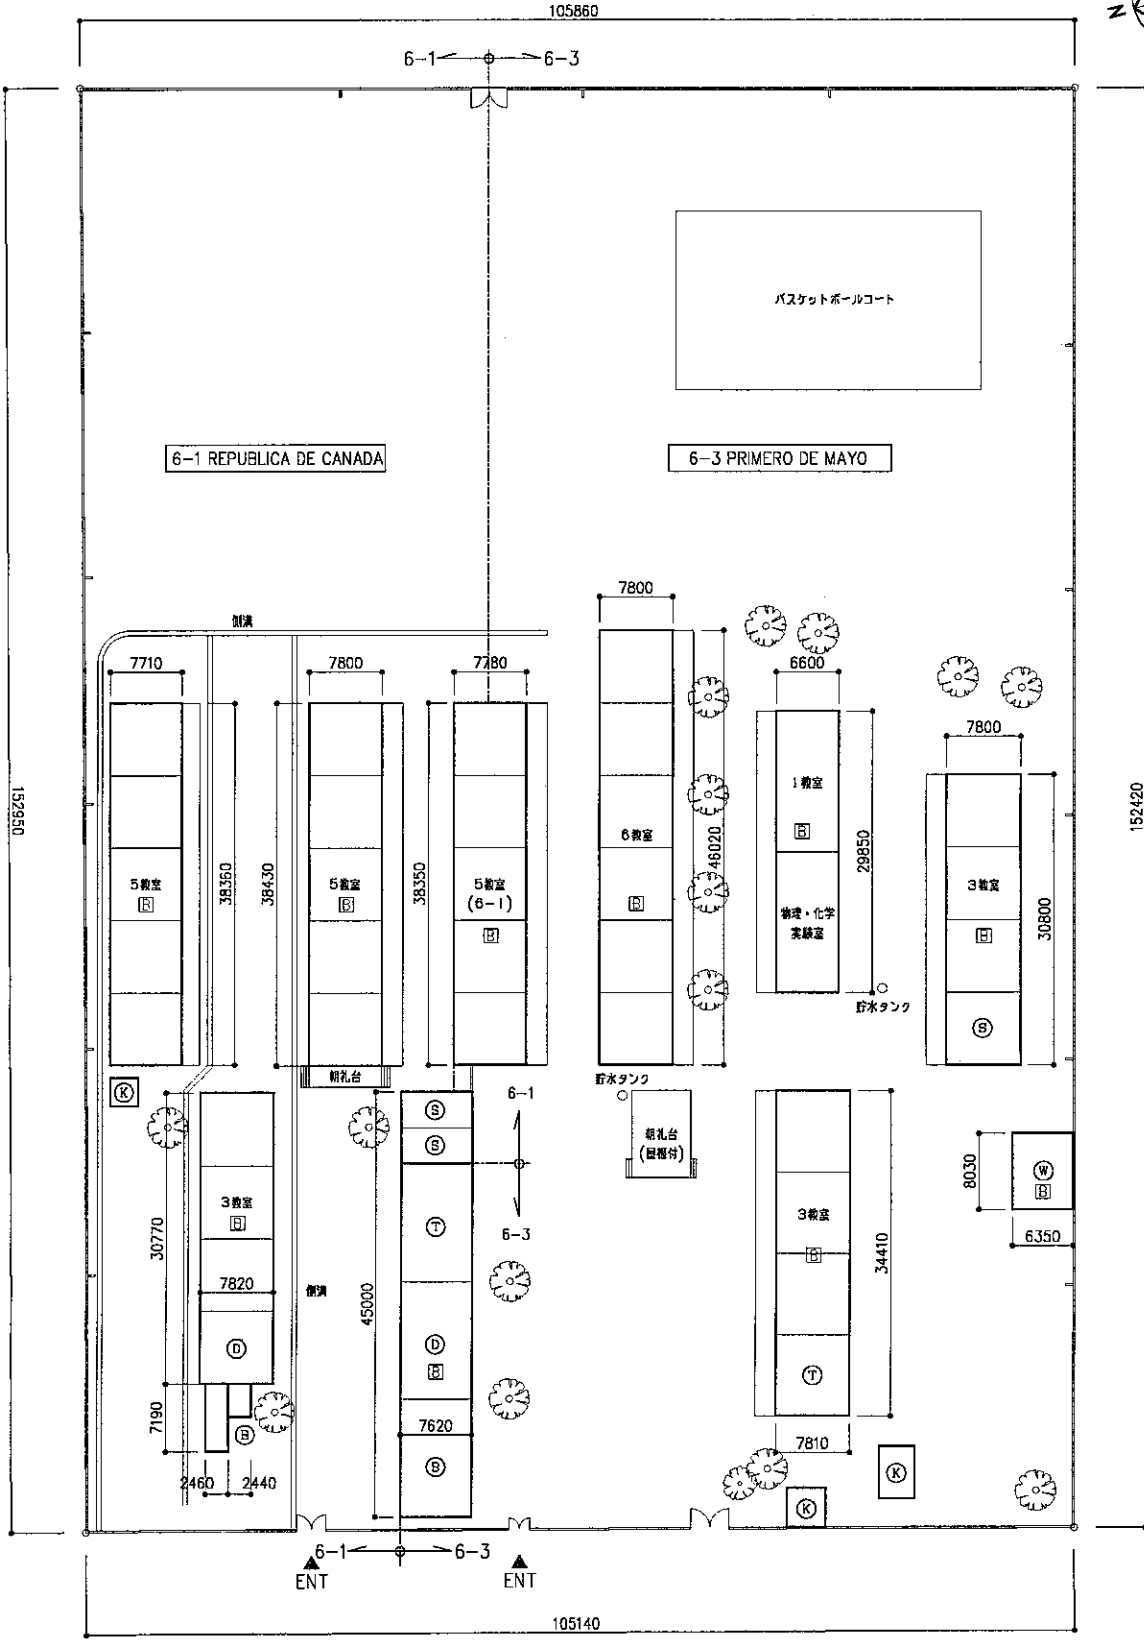 105860
N
6-1
6-3
バスケットボールコート
6-1 REPUBLICA DE CANADA
6-3 PRIMERO DE MAYO
152950
152420
側溝
7710
7800
7780
7800
6600
7800
5教室
B
38360
38430
5教室
B
38350
5教室
(6-1)
B
6教室
B
46020
1教室
B
物理・化学
実験室
29850
貯水タンク
3教室
B
S
30800
K
朝礼台
貯水タンク
朝礼台
(屋根付)
S
S
6-1
6-3
T
D
B
7620
B
45000
30770
3教室
B
7820
D
7190
B
2460
2440
側溝
3教室
B
T
34410
7810
8030
W
B
6350
K
K
6-1
6-3
ENT
ENT
105140